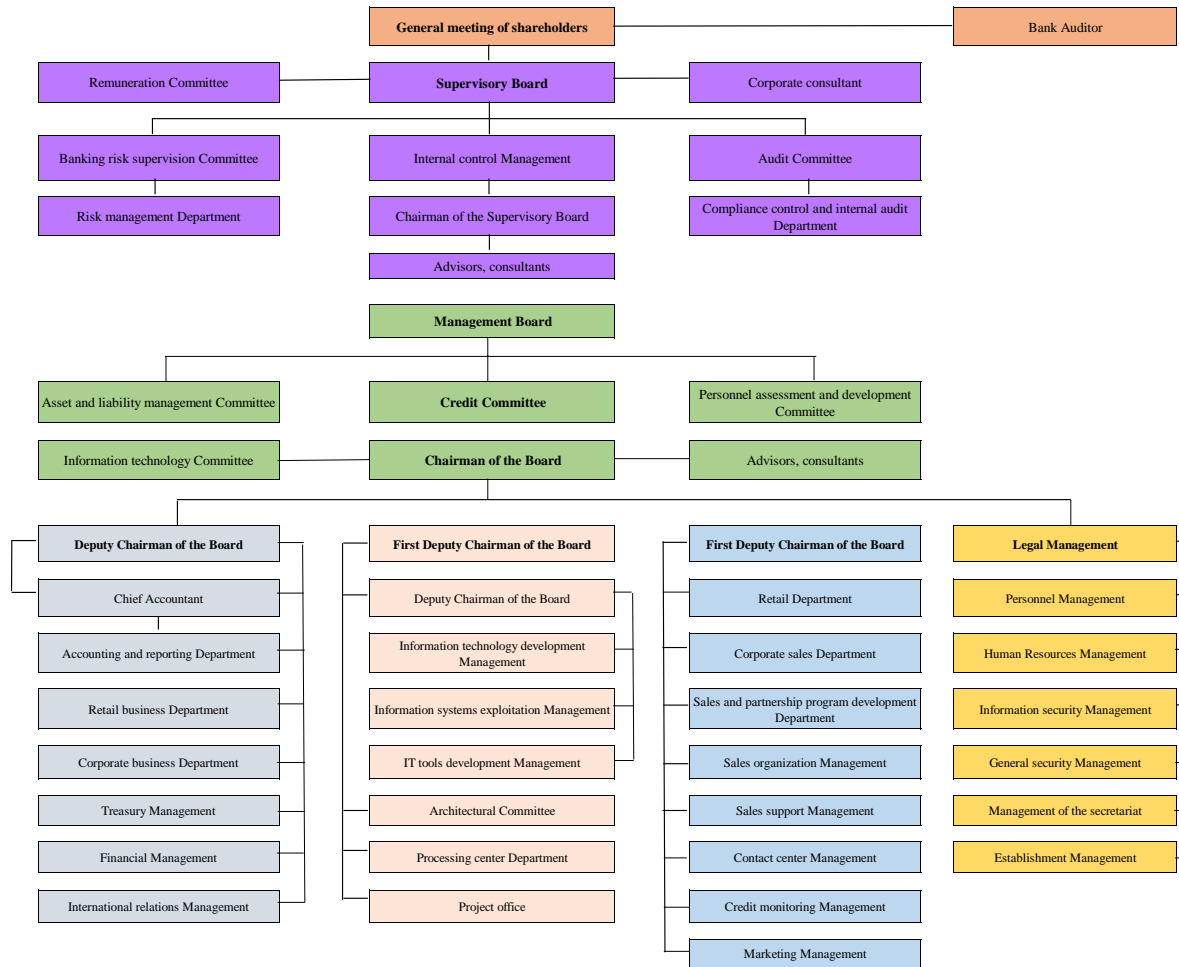 General meeting of shareholders
Bank Auditor
Remuneration Committee
Supervisory Board
Corporate consultant
Banking risk supervision Committee
Internal control Management
Audit Committee
Risk management Department
Chairman of the Supervisory Board
Compliance control and internal audit
Department
Advisors, consultants
Management Board
Asset and liability management Committee
Credit Committee
Personnel assessment and development
Committee
Information technology Committee
Chairman of the Board
Advisors, consultants
Deputy Chairman of the Board
First Deputy Chairman of the Board
First Deputy Chairman of the Board
Legal Management
Chief Accountant
Deputy Chairman of the Board
Retail Department
Personnel Management
Accounting and reporting Department
Information technology development
Management
Corporate sales Department
Human Resources Management
Retail business Department
Information systems exploitation Management
Sales and partnership program development
Department
Information security Management
Corporate business Department
IT tools development Management
Sales organization Management
General security Management
Treasury Management
Architectural Committee
Sales support Management
Management of the secretariat
Financial Management
Processing center Department
Contact center Management
Establishment Management
International relations Management
Project office
Credit monitoring Management
Marketing Management